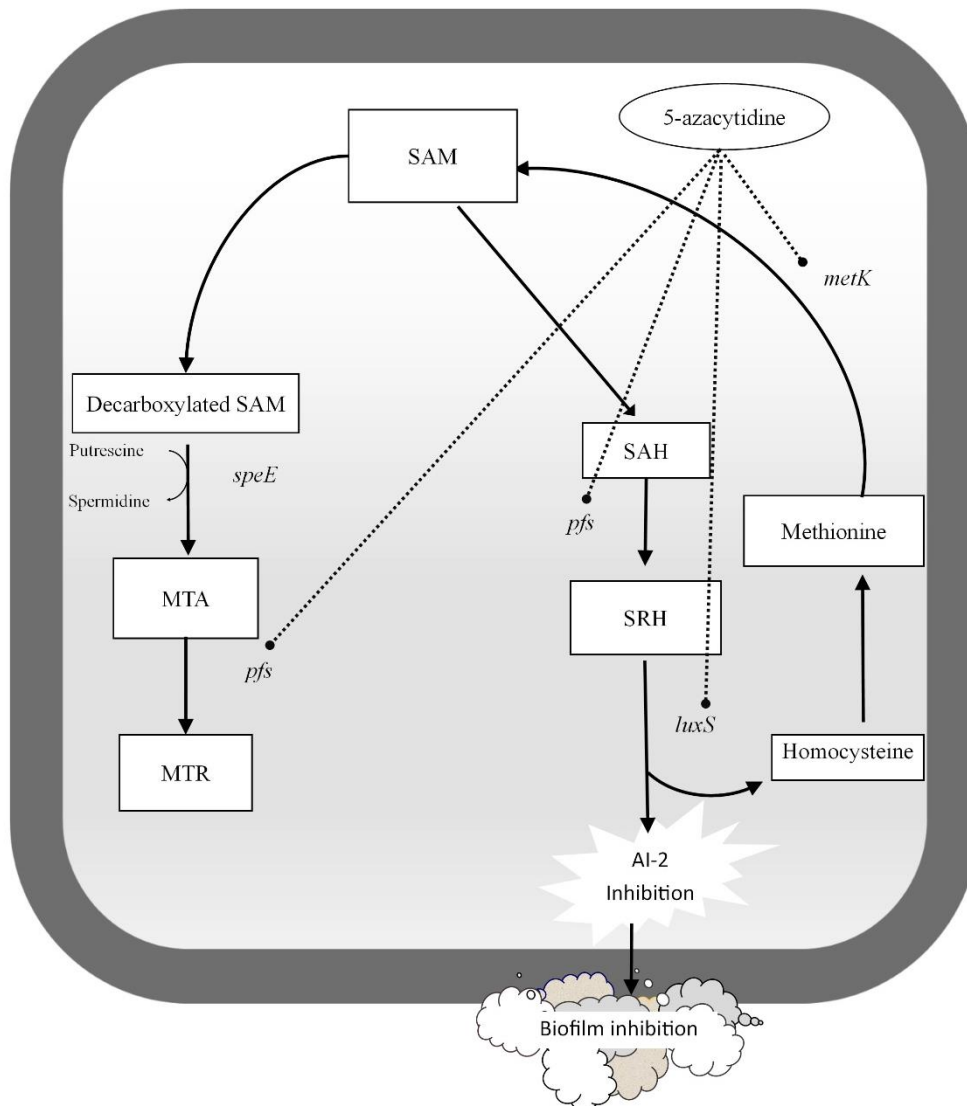 5-azacytidine
SAM
metK
Decarboxylated SAM
Putrescine
speE
Spermidine
SAH
pfs
Methionine
MTA
SRH
pfs
luxS
Homocysteine
MTR
AI-2
Inhibition
Biofilm inhibition